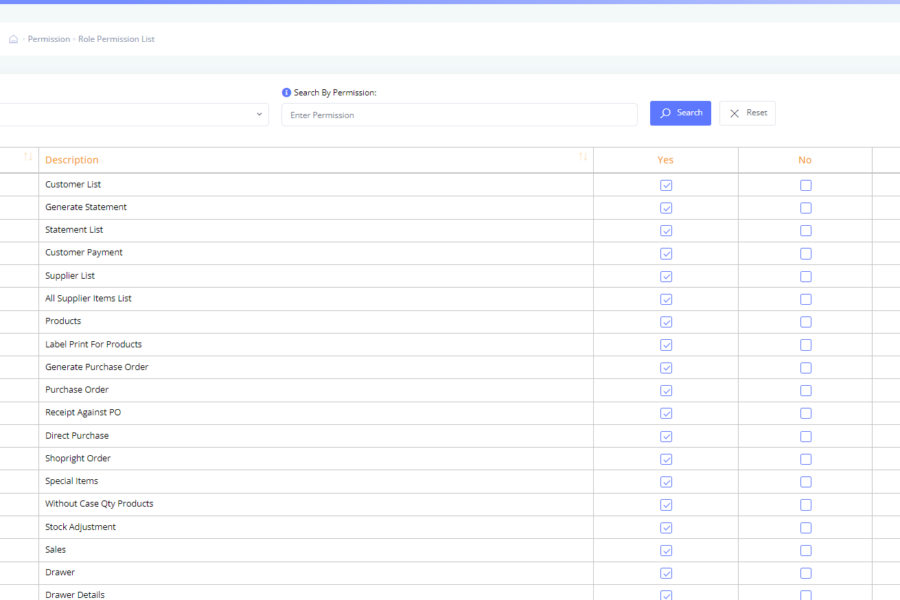 Permission Role Permission List
Search By Permission:
Enter Permission
Search
Reset
Description Yes No
Customer List
Generate Statement
Statement List
Customer Payment
Supplier List
All Supplier Items List
Products
Label Print For Products
Generate Purchase Order
Purchase Order
Receipt Against PO
Direct Purchase
Shopright Order
Special Items
Without Case Qty Products
Stock Adjustment
Sales
Drawer
Drawer Details